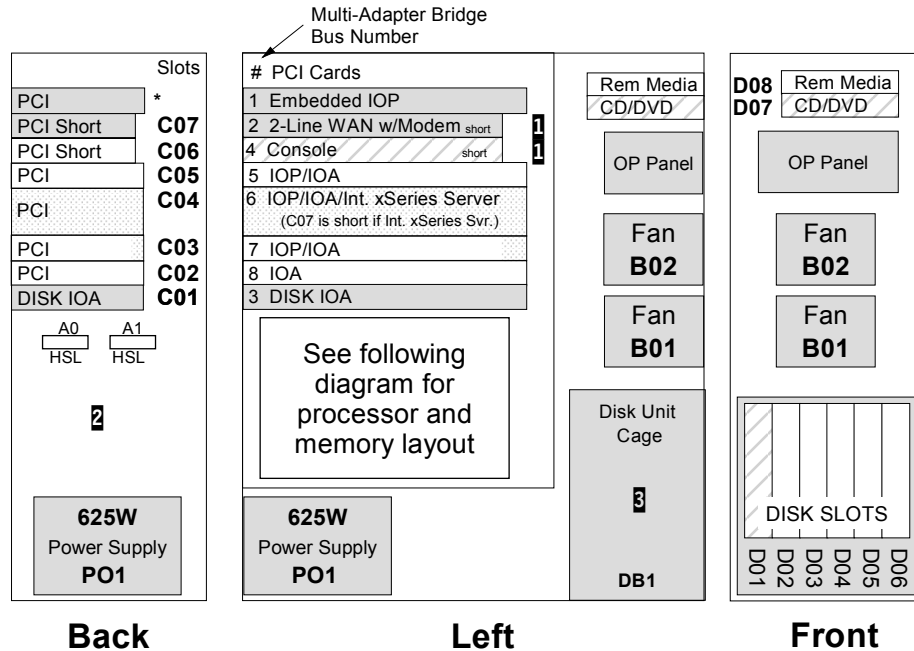 Multi-Adapter Bridge
Bus Number
Slots
PCI *
PCI Short C07
PCI Short C06
PCI C05
PCI C04
PCI C03
PCI C02
DISK IOA C01
A0 A1
HSL HSL
2
625W
Power Supply
PO1
Back
# PCI Cards
1 Embedded IOP
2 2-Line WAN w/Modem short 1
4 Console short 1
5 IOP/IOA
6 IOP/IOA/Int. xSeries Server
(C07 is short if Int. xSeries Svr.)
7 IOP/IOA
8 IOA
3 DISK IOA
See following
diagram for
processor and
memory layout
625W
Power Supply
PO1
Rem Media
CD/DVD
OP Panel
Fan
B02
Fan
B01
Disk Unit
Cage
3
DB1
Left
D08 Rem Media
D07 CD/DVD
OP Panel
Fan
B02
Fan
B01
DISK SLOTS
D01 D02 D03 D04 D05 D06
Front